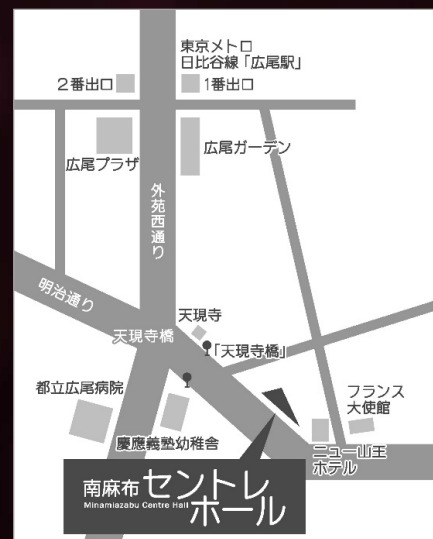 東京メトロ
日比谷線「広尾駅」
2番出口
1番出口
広尾プラザ
広尾ガーデン
外苑西通り
明治通り
天現寺
天現寺橋
「天現寺橋」
都立広尾病院
慶應義塾幼稚舎
フランス
大使館
ニュー山王
ホテル
南麻布セントレ
Minamiazabu Centre Hall
ホール